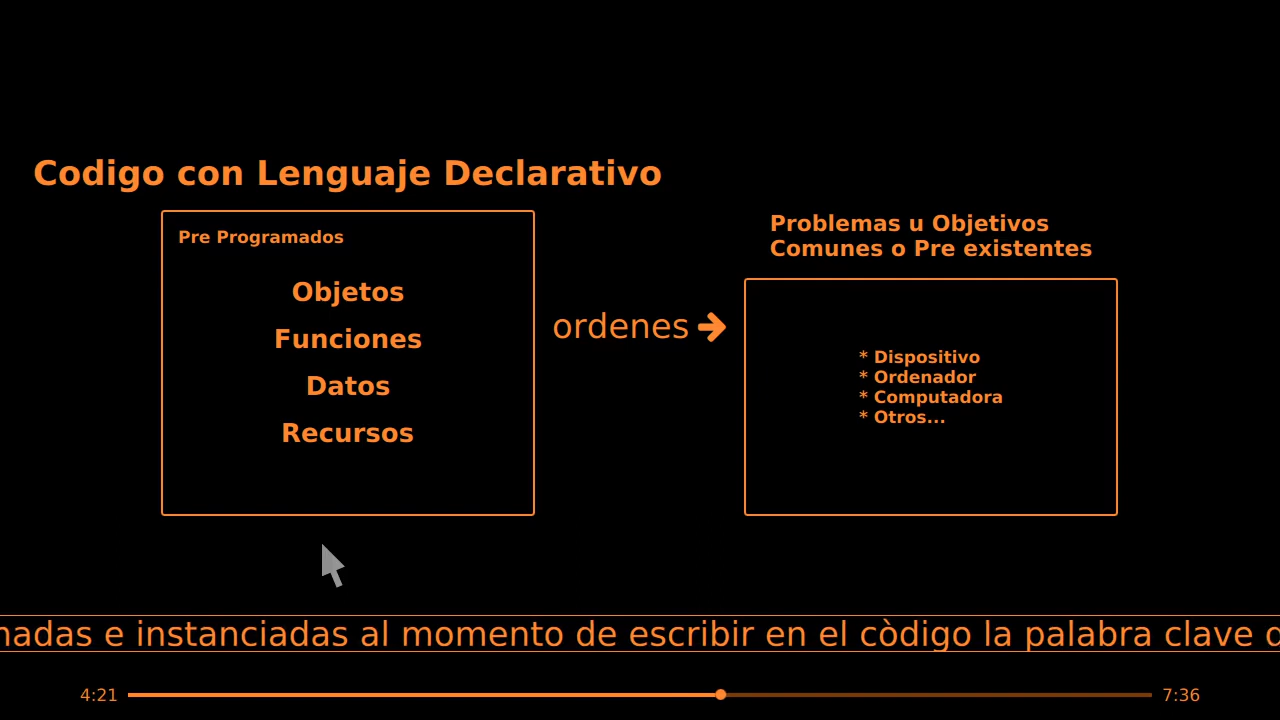 Codigo con Lenguaje Declarativo
Pre Programados
Objetos
Funciones
Datos
Recursos
ordenes
Problemas u Objetivos
Comunes o Pre existentes
* Dispositivo
* Ordenador
* Computadora
* Otros...
e instanciadas al momento de escribir en el còdigo la palabra clave
4:21
7:36